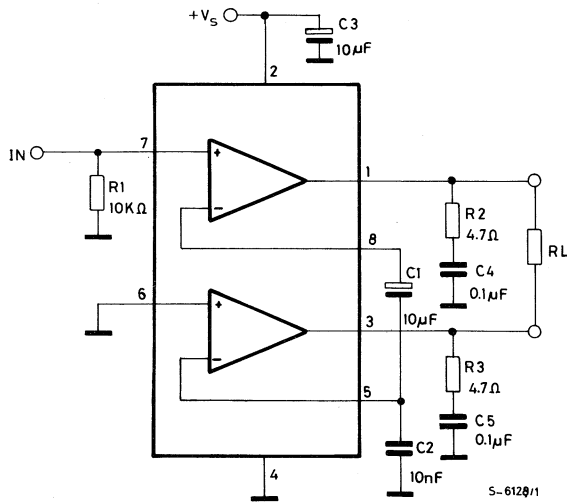 +Vs
C3
10µF
2
IN
7
R1
10KΩ
+
−
1
8
R2
4.7Ω
C4
0.1µF
RL
C1
10µF
6
+
−
3
5
R3
4.7Ω
C5
0.1µF
C2
10nF
4
S-6128/1